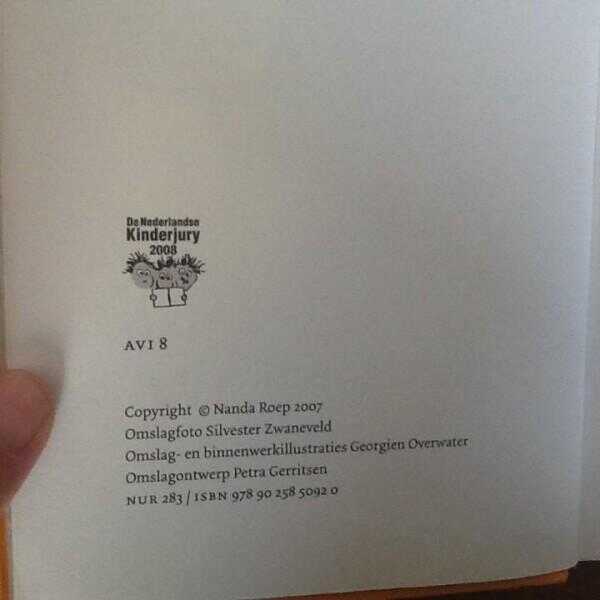 De Nederlandse
Kinderjury
2008
AVI 8
Copyright © Nanda Roep 2007
Omslagfoto Silvester Zwaneveld
Omslag- en binnenwerkillustraties Georgien Overwater
Omslagontwerp Petra Gerritsen
NUR 283 / ISBN 978 90 258 5092 0